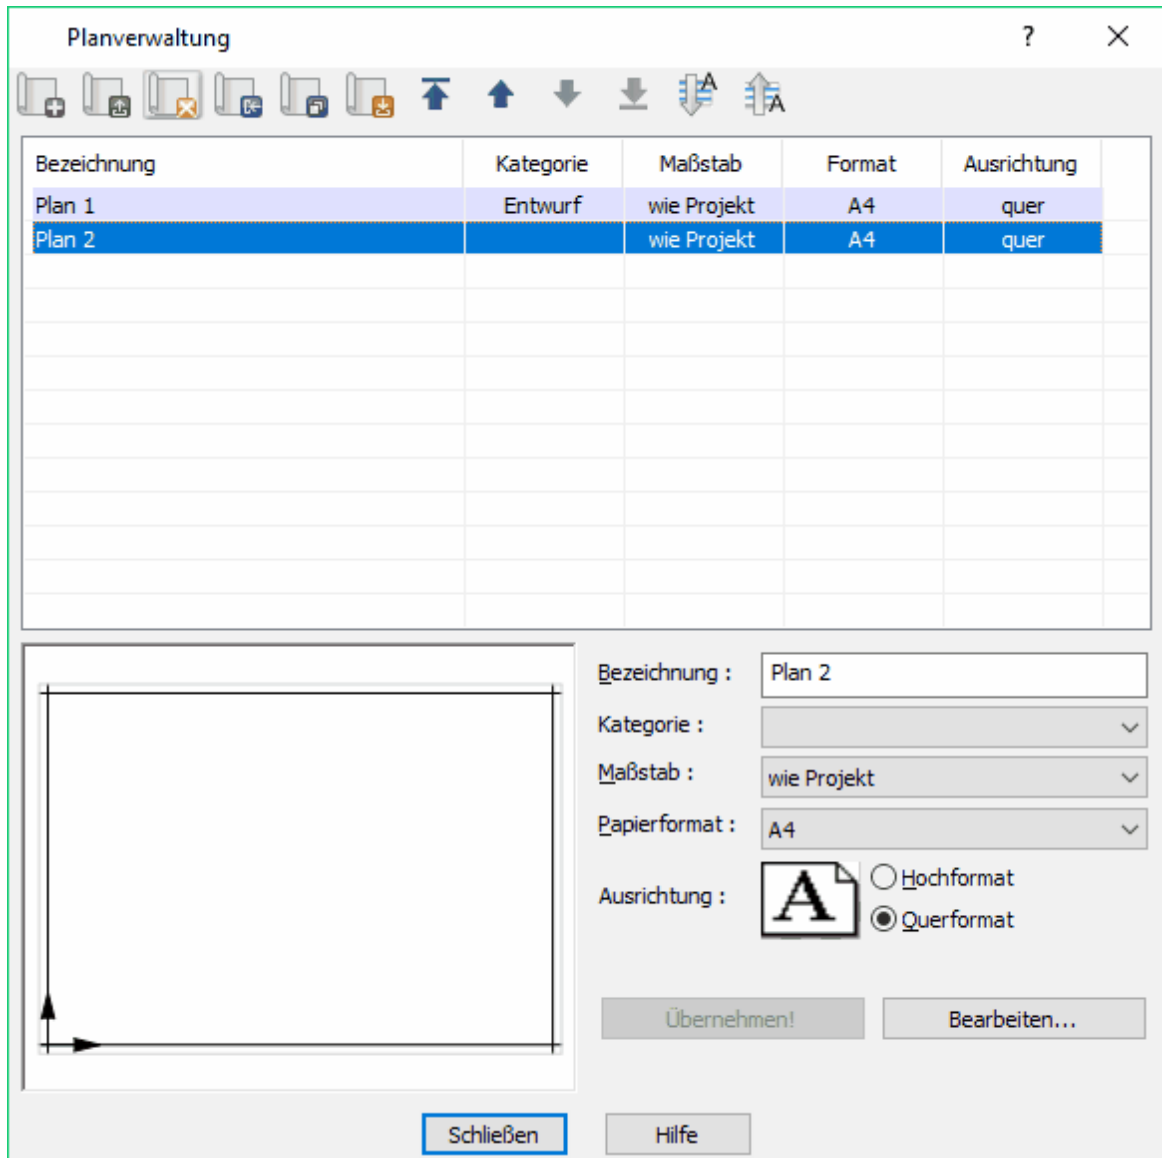 Planverwaltung ?
A
A
Bezeichnung Kategorie Maßstab Format Ausrichtung
Plan 1 Entwurf wie Projekt A4 quer
Plan 2 wie Projekt A4 quer
Bezeichnung : Plan 2
Kategorie :
Maßstab : wie Projekt
Papierformat : A4
Ausrichtung : A Hochformat
Querformat
Übernehmen! Bearbeiten...
Schließen Hilfe